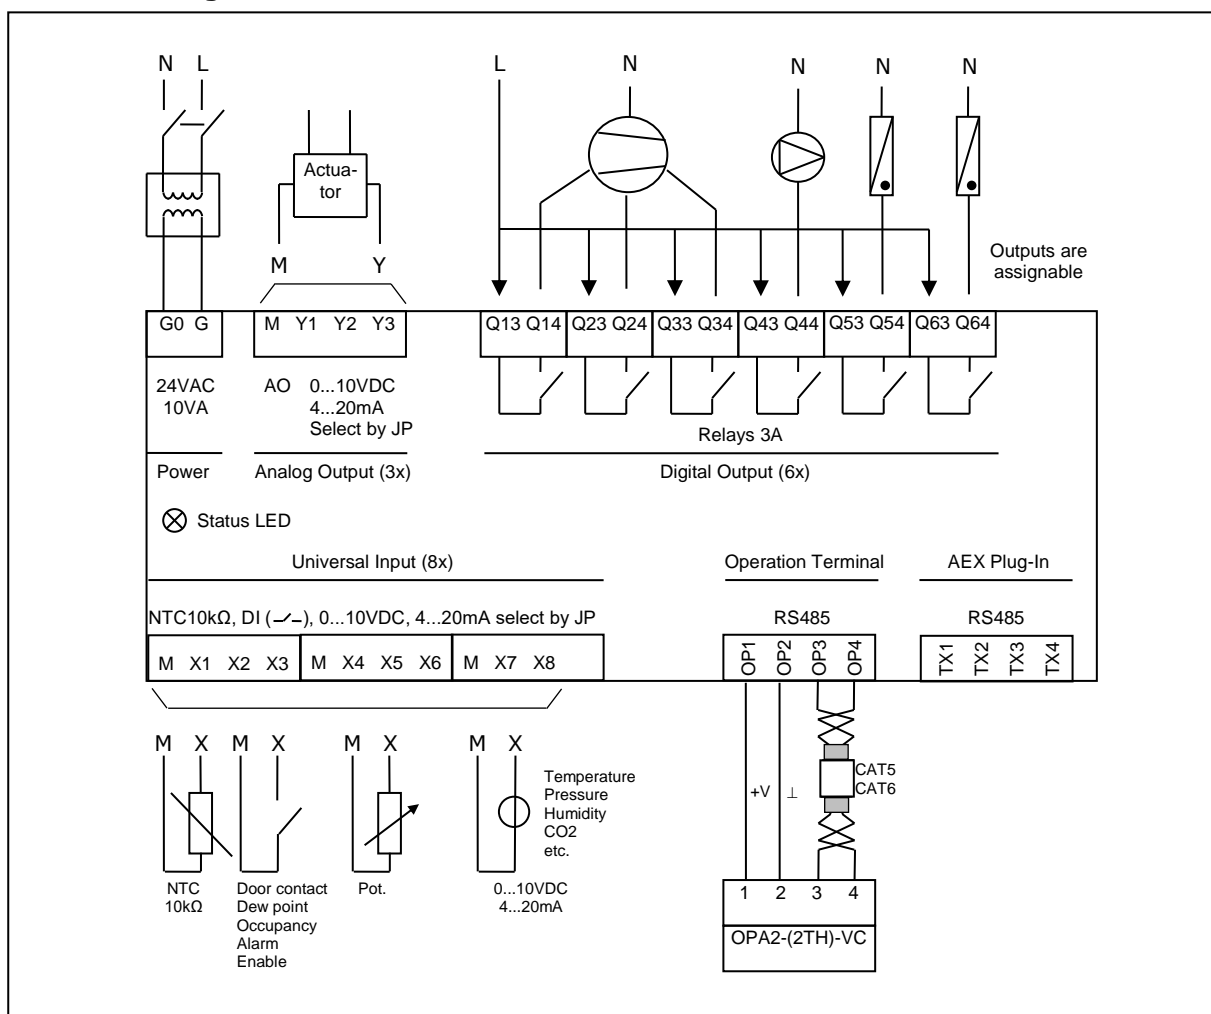 N L L N N N N
Actua-
tor
M Y
Outputs are
assignable
G0 G M Y1 Y2 Y3 Q13 Q14 Q23 Q24 Q33 Q34 Q43 Q44 Q53 Q54 Q63 Q64
24VAC
10VA
AO 0...10VDC
4...20mA
Select by JP
Relays 3A
Power Analog Output (3x) Digital Output (6x)
Status LED
Universal Input (8x) Operation Terminal AEX Plug-In
NTC10kΩ, DI ( ), 0...10VDC, 4...20mA select by JP RS485 RS485
M X1 X2 X3 M X4 X5 X6 M X7 X8 OP1 OP2 OP3 OP4 TX1 TX2 TX3 TX4
M X M X M X M X
Temperature
Pressure
Humidity
CO2
etc.
+V ⊥
CAT5
CAT6
NTC
10kΩ
Door contact
Dew point
Occupancy
Alarm
Enable
Pot.
0...10VDC
4...20mA
1 2 3 4
OPA2-(2TH)-VC